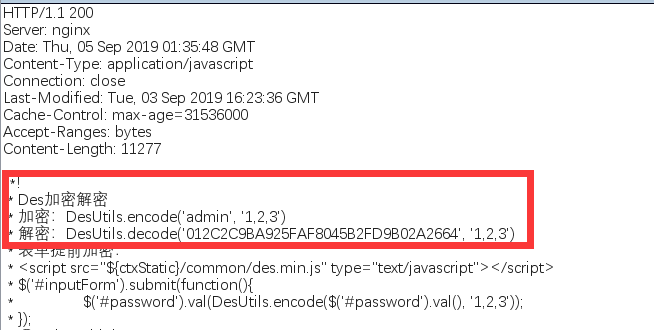 HTTP/1.1 200
Server: nginx
Date: Thu, 05 Sep 2019 01:35:48 GMT
Content-Type: application/javascript
Connection: close
Last-Modified: Tue, 03 Sep 2019 16:23:36 GMT
Cache-Control: max-age=31536000
Accept-Ranges: bytes
Content-Length: 11277
*!
* Des加密解密
* 加密：DesUtils.encode('admin', '1,2,3')
* 解密：DesUtils.decode('012C2C9BA925FAF8045B2FD9B02A2664', '1,2,3')
* 表单提前加密：
* <script src="${ctxStatic}/common/des.min.js" type="text/javascript"></script>
* $('#inputForm').submit(function(){
* $('#password').val(DesUtils.encode($('#password').val(), '1,2,3'));
* });